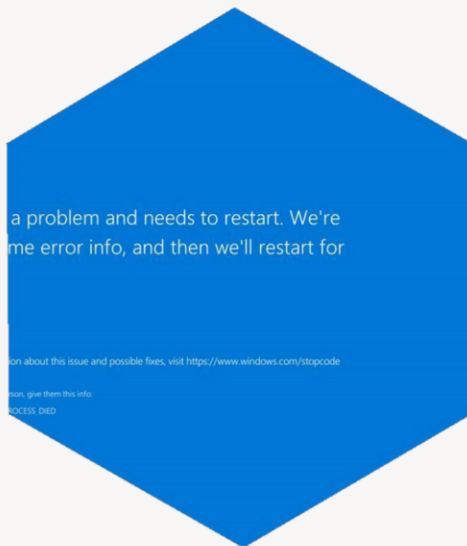 a problem and needs to restart. We're
me error info, and then we'll restart for
ion about this issue and possible fixes, visit https://www.windows.com/stopcode
rson, give them this info:
ROCESS DIED